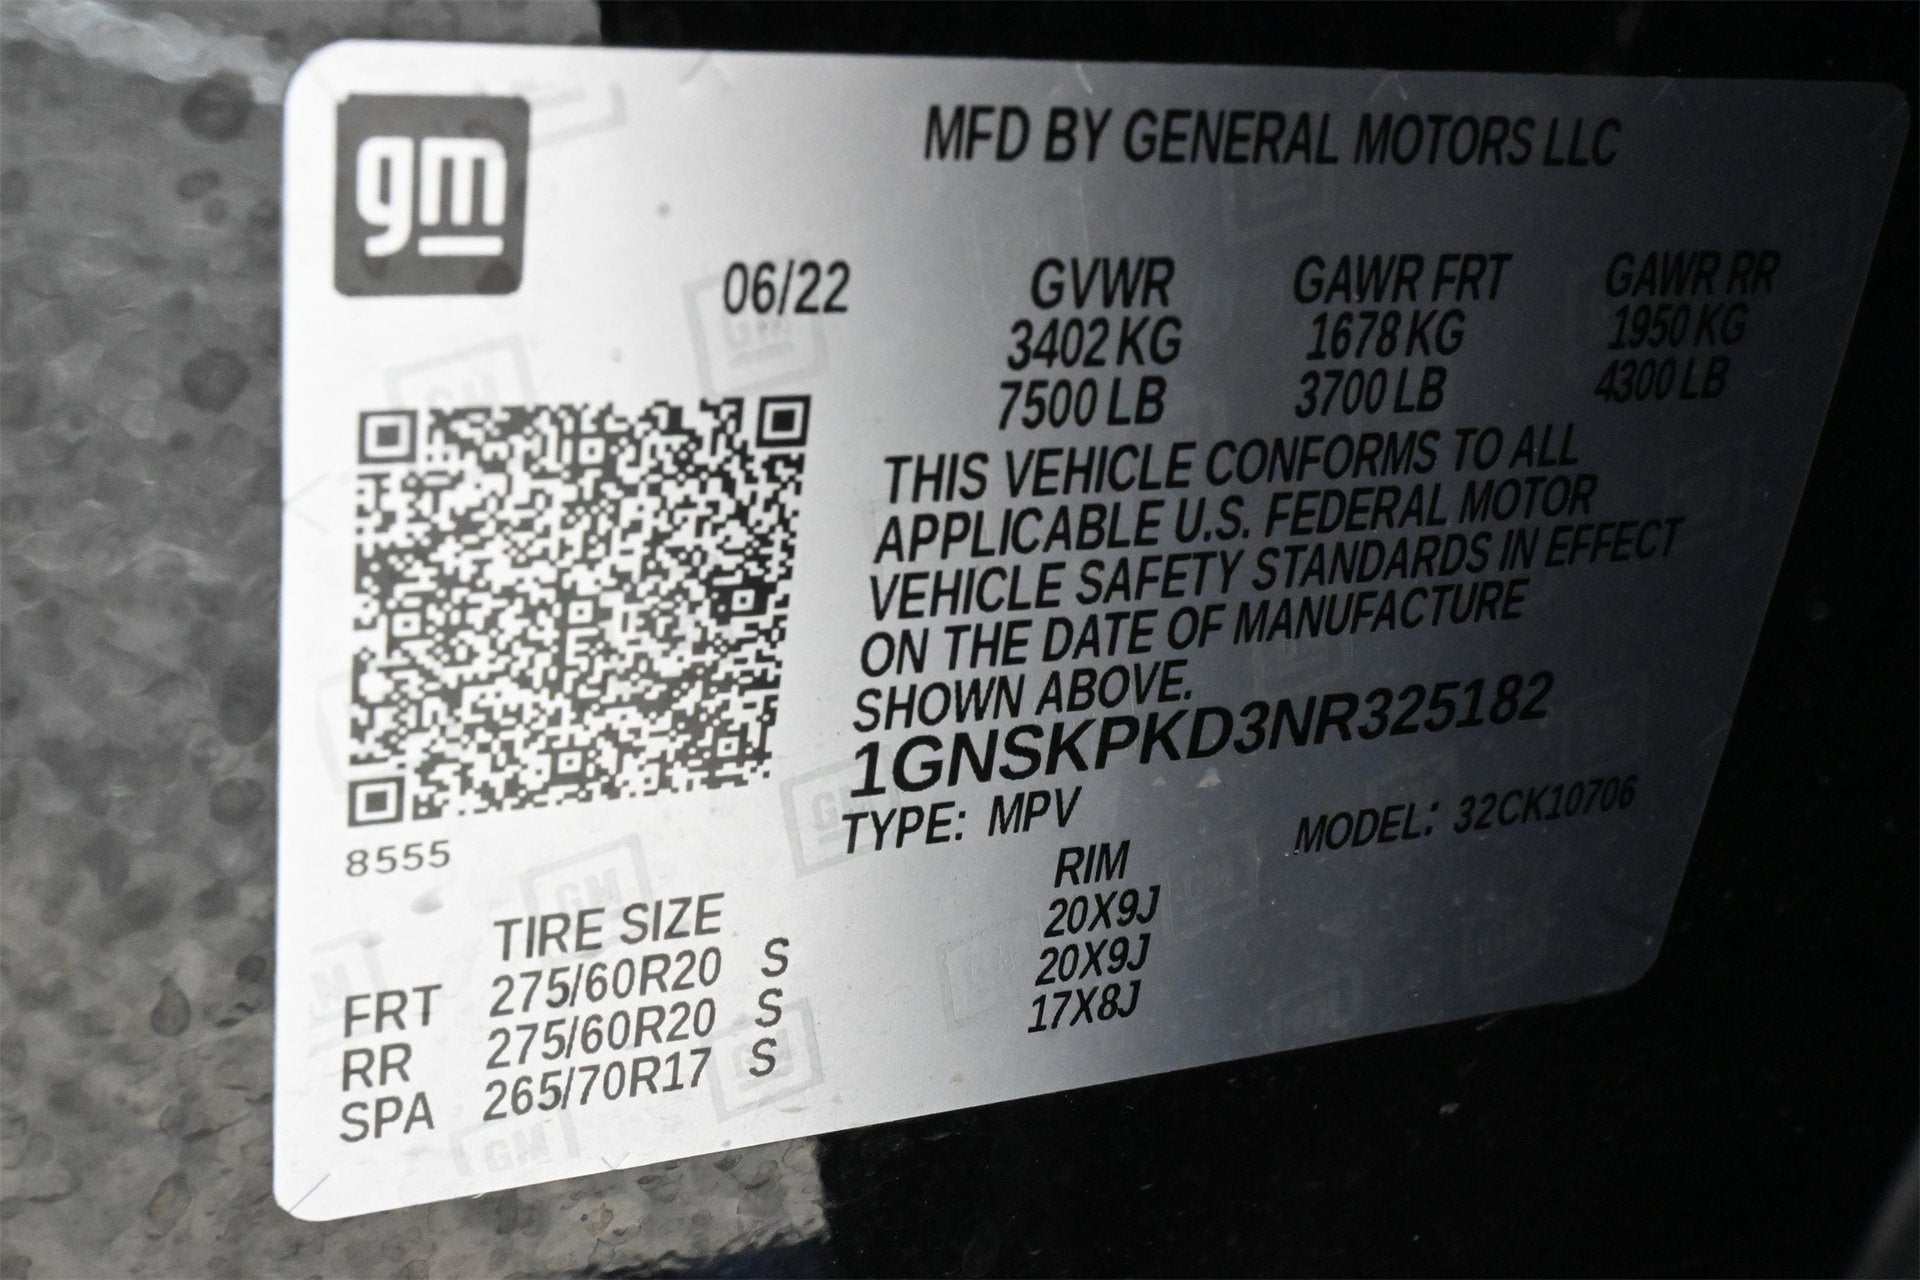 gm
MFD BY GENERAL MOTORS LLC
06/22 GVWR GAWR FRT GAWR RR
3402 KG 1678 KG 1950 KG
7500 LB 3700 LB 4300 LB
THIS VEHICLE CONFORMS TO ALL
APPLICABLE U.S. FEDERAL MOTOR
VEHICLE SAFETY STANDARDS IN EFFECT
ON THE DATE OF MANUFACTURE
SHOWN ABOVE.
1GNSKPKD3NR325182
TYPE: MPV MODEL: 32CK10706
8555
TIRE SIZE RIM
FRT 275/60R20 S 20X9J
RR 275/60R20 S 20X9J
SPA 265/70R17 S 17X8J